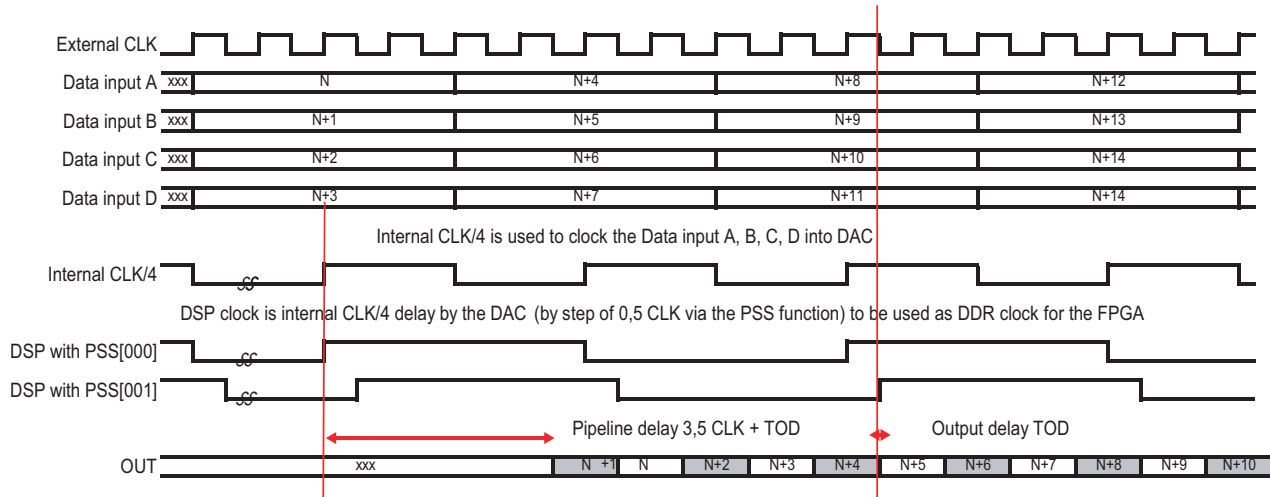 External CLK
Data input A xxx N N+4 N+8 N+12
Data input B xxx N+1 N+5 N+9 N+13
Data input C xxx N+2 N+6 N+10 N+14
Data input D xxx N+3 N+7 N+11 N+14
Internal CLK/4 is used to clock the Data input A, B, C, D into DAC
Internal CLK/4
DSP clock is internal CLK/4 delay by the DAC (by step of 0,5 CLK via the PSS function) to be used as DDR clock for the FPGA
DSP with PSS[000]
DSP with PSS[001]
Pipeline delay 3,5 CLK + TOD Output delay TOD
OUT xxx N +1 N N+2 N+3 N+4 N+5 N+6 N+7 N+8 N+9 N+10